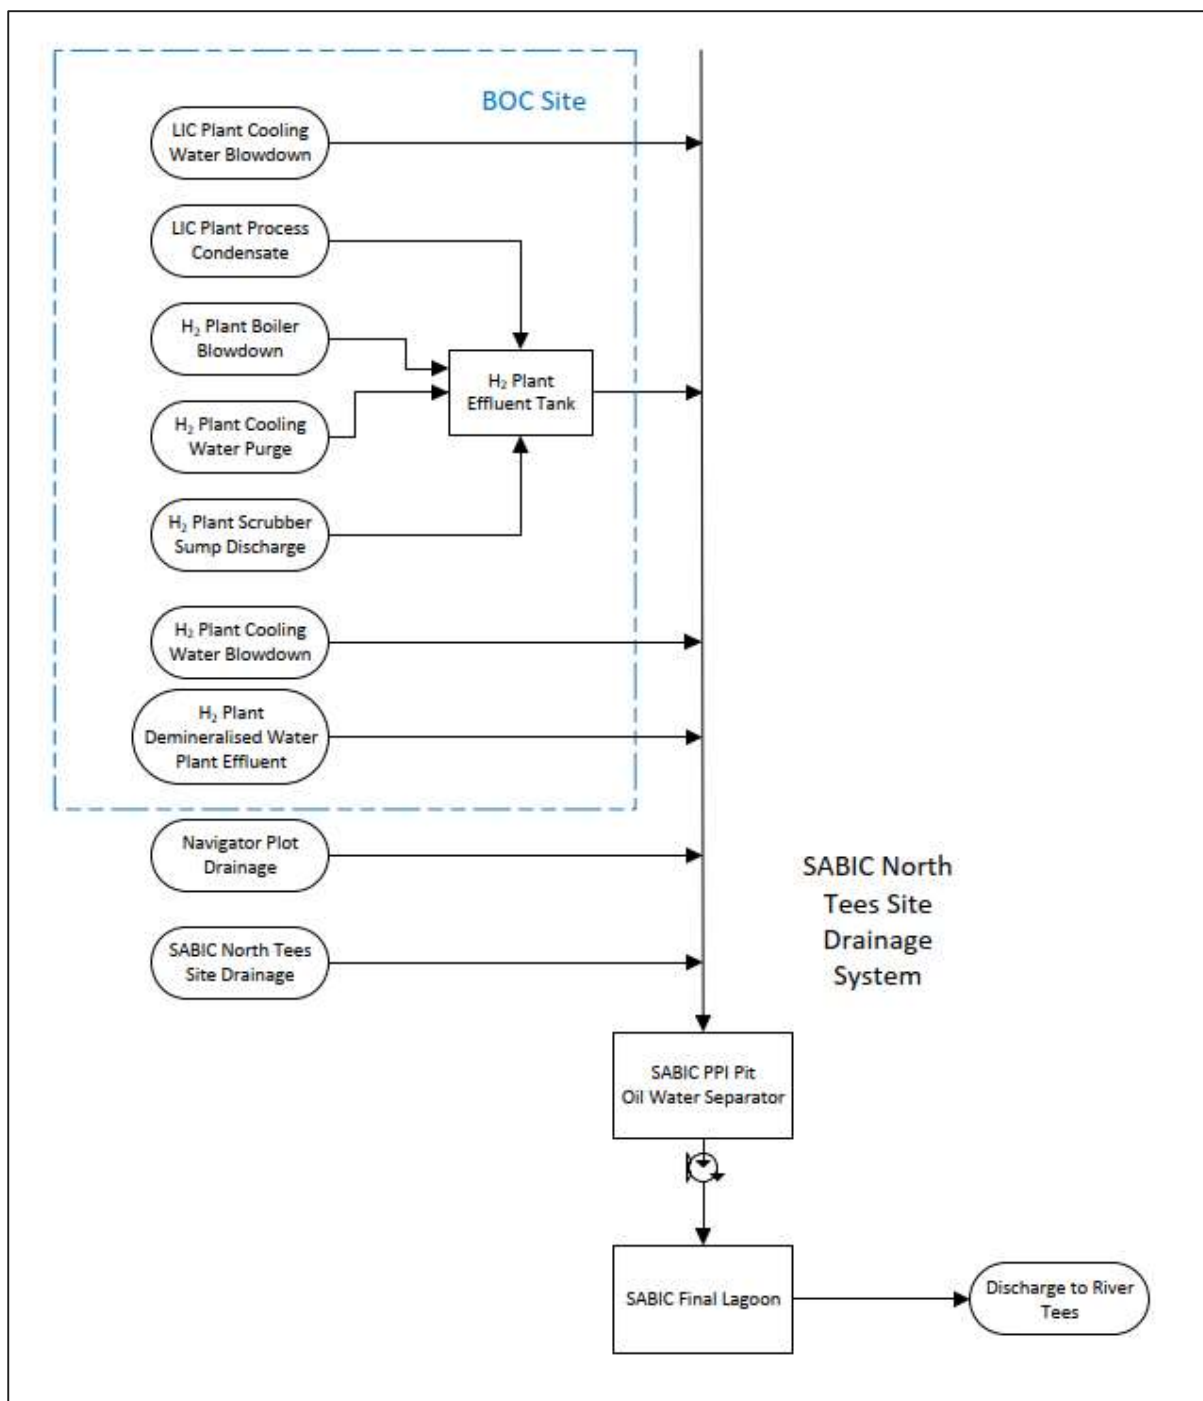 BOC Site
LIC Plant Cooling
Water Blowdown
LIC Plant Process
Condensate
H₂ Plant Boiler
Blowdown
H₂ Plant
Effluent Tank
H₂ Plant Cooling
Water Purge
H₂ Plant Scrubber
Sump Discharge
H₂ Plant Cooling
Water Blowdown
H₂ Plant
Demineralised Water
Plant Effluent
Navigator Plot
Drainage
SABIC North
Tees Site
Drainage
System
SABIC North Tees
Site Drainage
SABIC PPI Pit
Oil Water Separator
SABIC Final Lagoon
Discharge to River
Tees